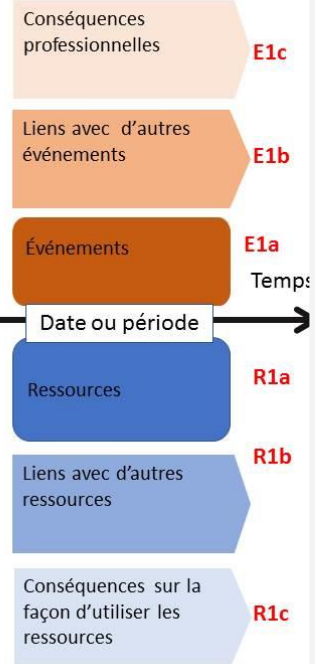 Conséquences
professionnelles
E1c
Liens avec d'autres
événements
E1b
Événements
E1a
Temps
Date ou période
Ressources
R1a
R1b
Liens avec d'autres
ressources
Conséquences sur la
façon d'utiliser les
ressources
R1c